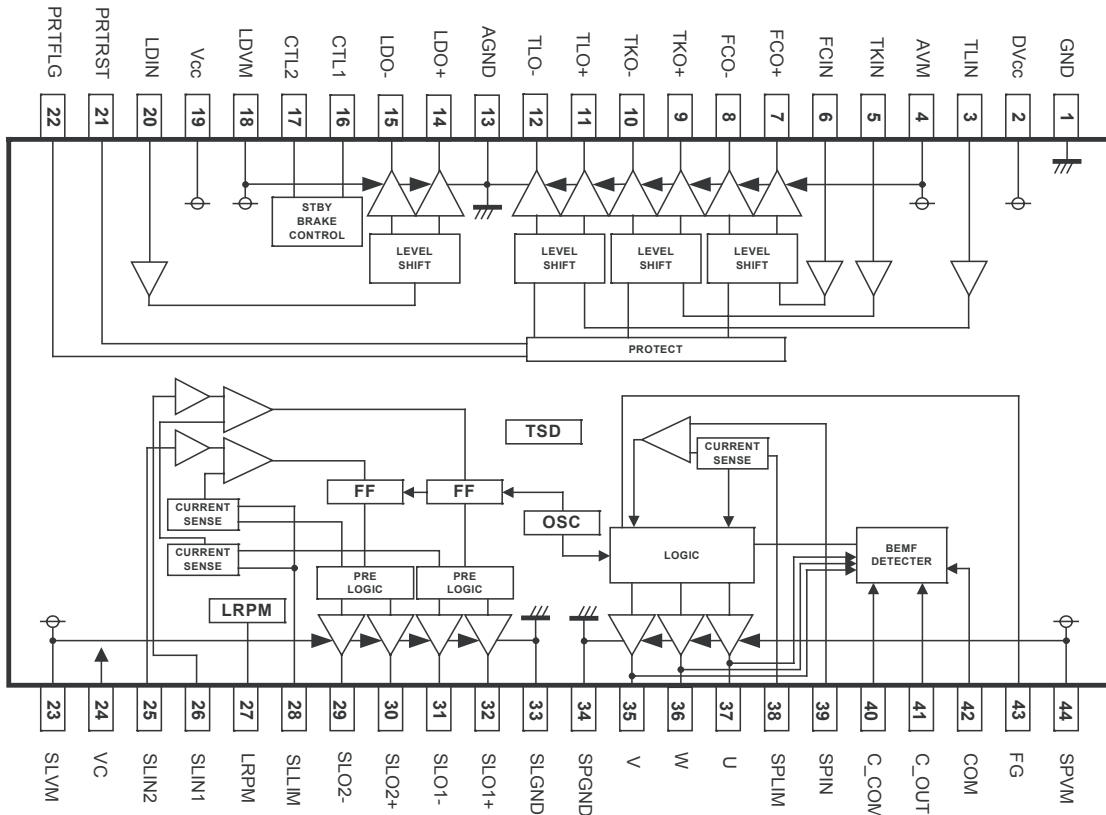 PRTFLG
PRTRST
LDIN
Vcc
LDVM
CTL2
CTL1
LDO-
LDO+
AGND
TLO-
TLO+
TKO-
TKO+
FCO-
FCO+
FCIN
TKIN
AVM
TLIN
DVcc
GND
22
21
20
19
18
17
16
15
14
13
12
11
10
9
8
7
6
5
4
3
2
1
STBY
BRAKE
CONTROL
LEVEL
SHIFT
LEVEL
SHIFT
LEVEL
SHIFT
LEVEL
SHIFT
PROTECT
TSD
CURRENT
SENSE
FF
FF
CURRENT
SENSE
OSC
CURRENT
SENSE
LOGIC
BEMF
DETECTER
PRE
LOGIC
PRE
LOGIC
LRPM
23
24
25
26
27
28
29
30
31
32
33
34
35
36
37
38
39
40
41
42
43
44
SLVM
VC
SLIN2
SLIN1
LRPM
SLLIM
SLO2-
SLO2+
SLO1-
SLO1+
SLGND
SPGND
V
W
U
SPLIM
SPIN
C_COM
C_OUT
COM
FG
SPVM